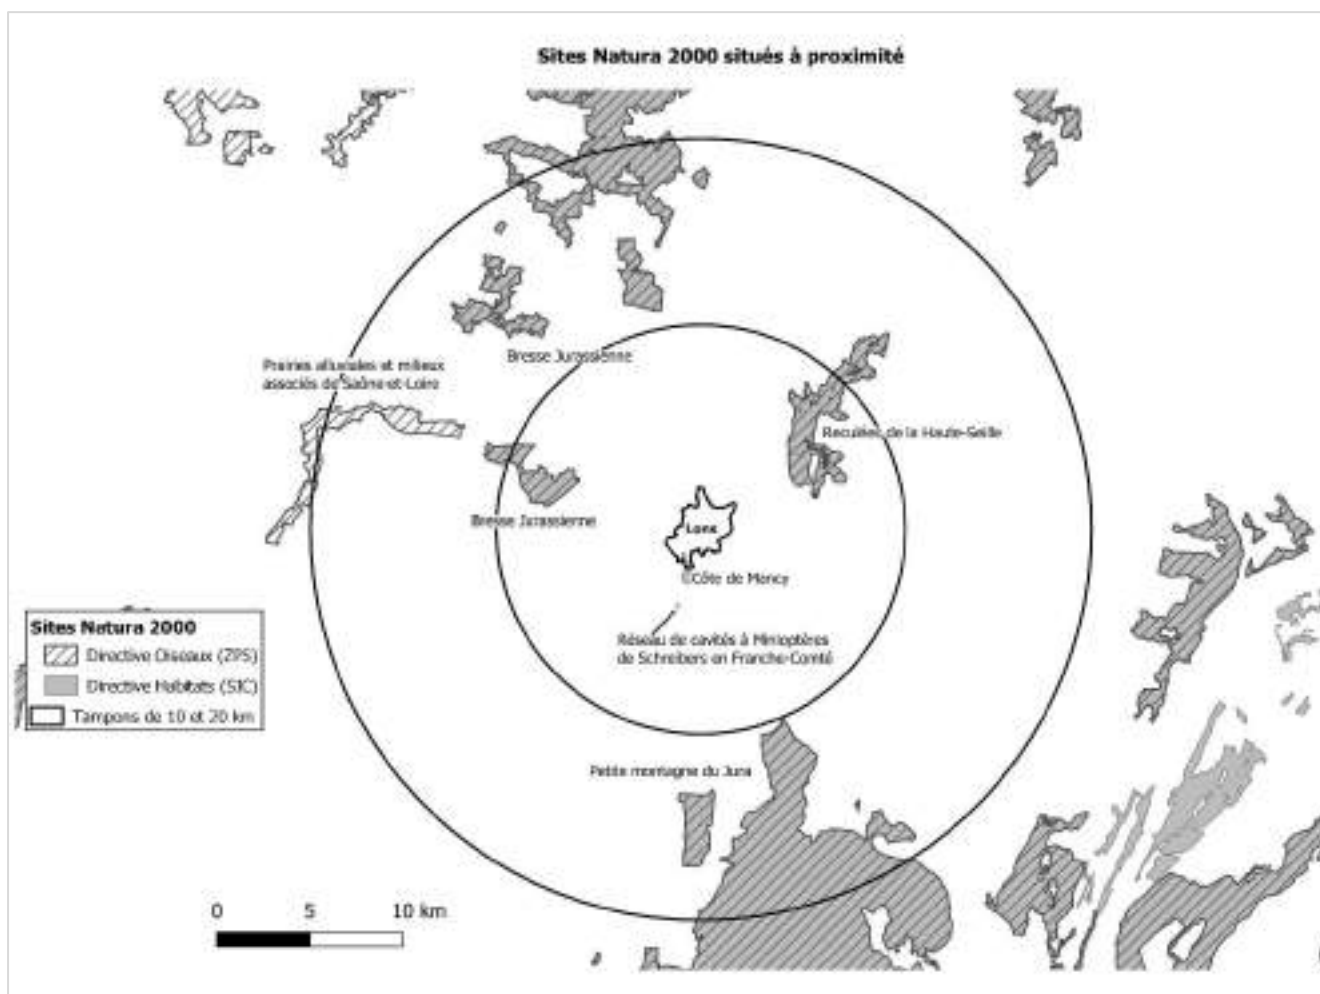 Sites Natura 2000 situés à proximité
Prairies alluviales et milieux
associés de Saône-et-Loire
Bresse Jurassienne
Reculées de la Haute-Seille
Bresse Jurassienne
Lons
Côte de Mancy
Réseau de cavités à Minioptères
de Schreibers en Franche-Comté
Sites Natura 2000
Directive Oiseaux (ZPS)
Directive Habitats (SIC)
Tampons de 10 et 20 km
Petite montagne du Jura
0 5 10 km